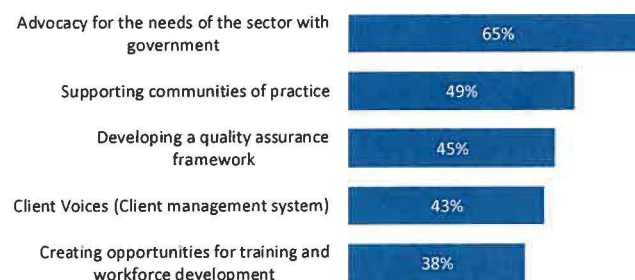 Advocacy for the needs of the sector with
government
65%
Supporting communities of practice
49%
Developing a quality assurance
framework
45%
Client Voices (Client management system)
43%
Creating opportunities for training and
workforce development
38%